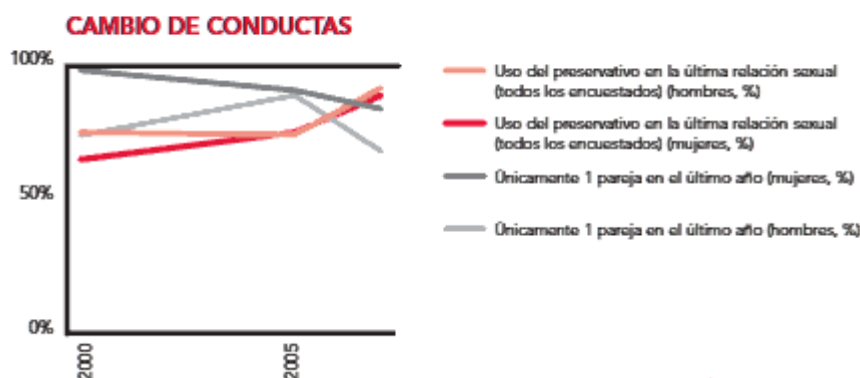 CAMBIO DE CONDUCTAS
100%
50%
0%
2000
2005
Uso del preservativo en la última relación sexual
(todos los encuestados) (hombres, %)
Uso del preservativo en la última relación sexual
(todos los encuestados) (mujeres, %)
Únicamente 1 pareja en el último año (mujeres, %)
Únicamente 1 pareja en el último año (hombres, %)